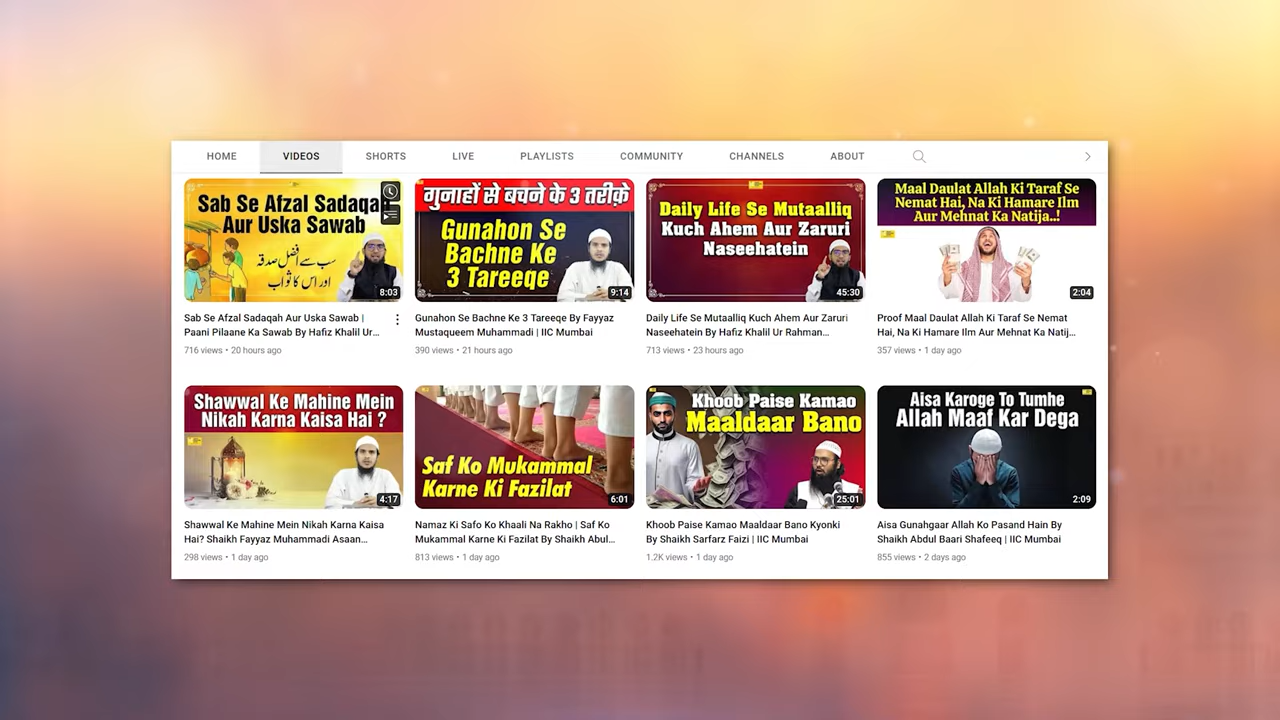 HOME VIDEOS SHORTS LIVE PLAYLISTS COMMUNITY CHANNELS ABOUT
Sab Se Afzal Sadaqah
Aur Uska Sawab
سب سے افضل صدقہ
اور اس کا ثواب
8:03
Sab Se Afzal Sadaqah Aur Uska Sawab |
Paani Pilaane Ka Sawab By Hafiz Khalil Ur...
716 views • 20 hours ago
गुनाहों से बचने के 3 तरीक़े
Gunahon Se
Bachne Ke
3 Tareeqe
9:14
Gunahon Se Bachne Ke 3 Tareeqe By Fayyaz
Mustaqueem Muhammadi | IIC Mumbai
390 views • 21 hours ago
Daily Life Se Mutaalliq
Kuch Ahem Aur Zaruri
Naseehatein
45:30
Daily Life Se Mutaalliq Kuch Ahem Aur Zaruri
Naseehatein By Hafiz Khalil Ur Rahman...
713 views • 23 hours ago
Maal Daulat Allah Ki Taraf Se
Nemat Hai, Na Ki Hamare Ilm
Aur Mehnat Ka Natija..!
2:04
Proof Maal Daulat Allah Ki Taraf Se Nemat
Hai, Na Ki Hamare Ilm Aur Mehnat Ka Natij...
357 views • 1 day ago
Shawwal Ke Mahine Mein
Nikah Karna Kaisa Hai ?
4:17
Shawwal Ke Mahine Mein Nikah Karna Kaisa
Hai? Shaikh Fayyaz Muhammadi Asaan...
298 views • 1 day ago
Saf Ko Mukammal
Karne Ki Fazilat
6:01
Namaz Ki Safo Ko Khaali Na Rakho | Saf Ko
Mukammal Karne Ki Fazilat By Shaikh Abul...
813 views • 1 day ago
Khoob Paise Kamao
Maaldaar Bano
25:01
Khoob Paise Kamao Maaldaar Bano Kyonki
By Shaikh Sarfarz Faizi | IIC Mumbai
1.2K views • 1 day ago
Aisa Karoge To Tumhe
Allah Maaf Kar Dega
2:09
Aisa Gunahgaar Allah Ko Pasand Hain By
Shaikh Abdul Baari Shafeeq | IIC Mumbai
855 views • 2 days ago